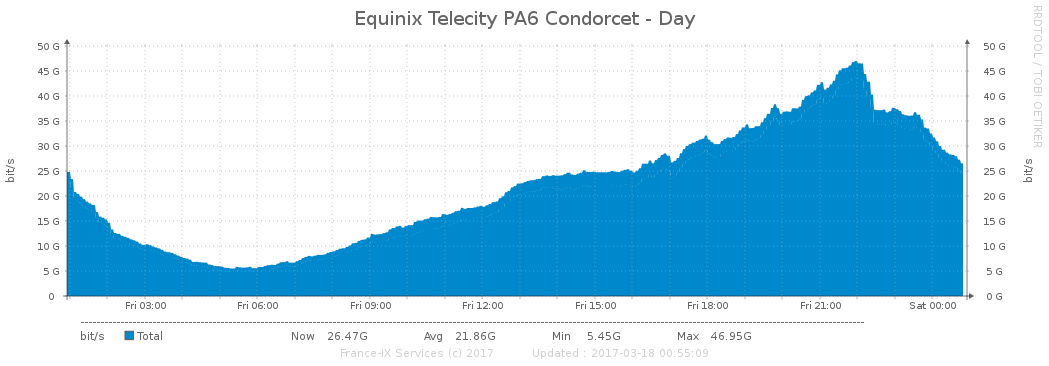 Equinix Telecity PA6 Condorcet - Day
RRDTOOL / TOBI OETIKER
bit/s
50 G
45 G
40 G
35 G
30 G
25 G
20 G
15 G
10 G
5 G
0
50 G
45 G
40 G
35 G
30 G
25 G
20 G
15 G
10 G
5 G
0 G
bit/s
Fri 03:00 Fri 06:00 Fri 09:00 Fri 12:00 Fri 15:00 Fri 18:00 Fri 21:00 Sat 00:00
bit/s Total Now 26.47G Avg 21.86G Min 5.45G Max 46.95G
France-IX Services (c) 2017 Updated : 2017-03-18 00:55:09